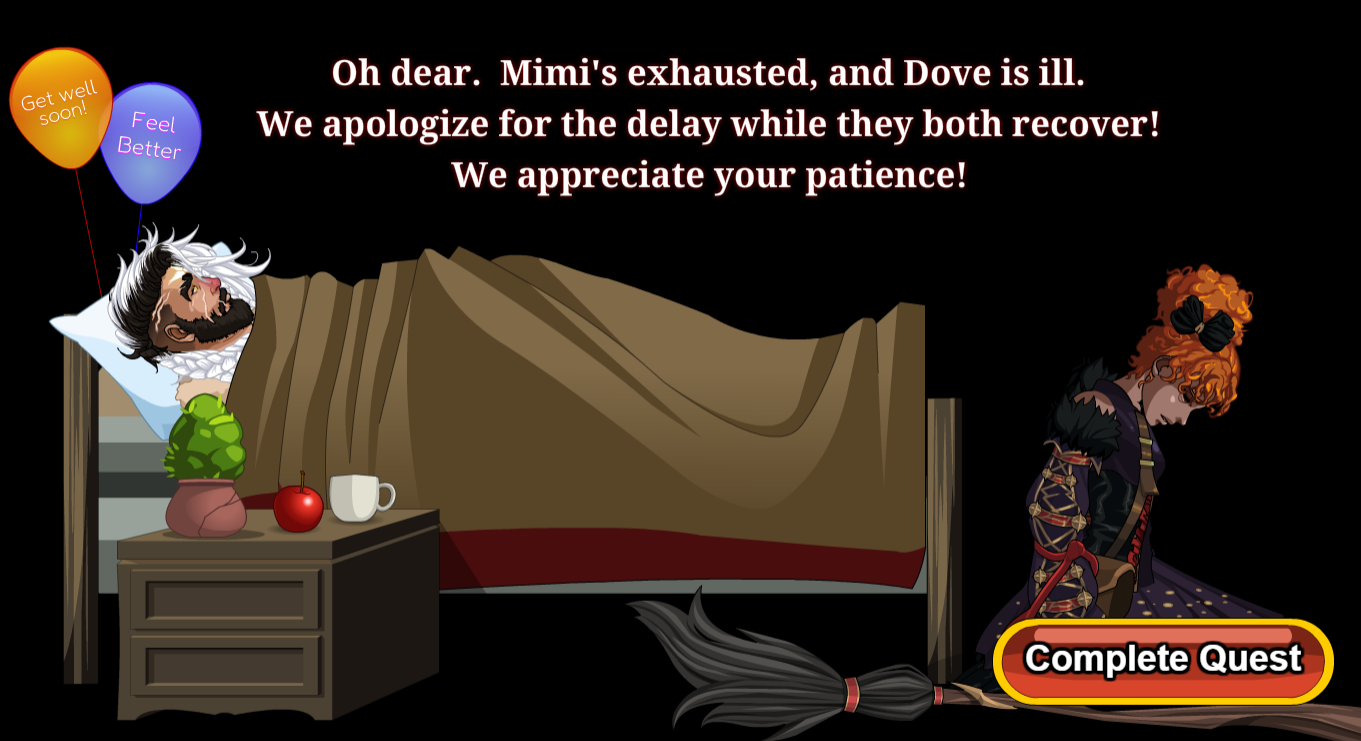 Oh dear.  Mimi's exhausted, and Dove is ill.
We apologize for the delay while they both recover!
We appreciate your patience!
Get well
soon!
Feel
Better
Complete Quest